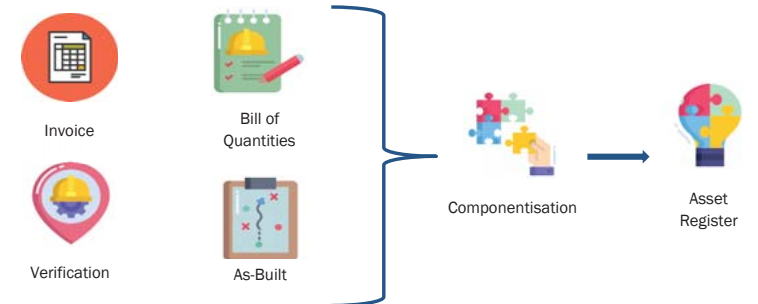 Invoice
Bill of
Quantities
Verification
As-Built
Componentisation
Asset
Register